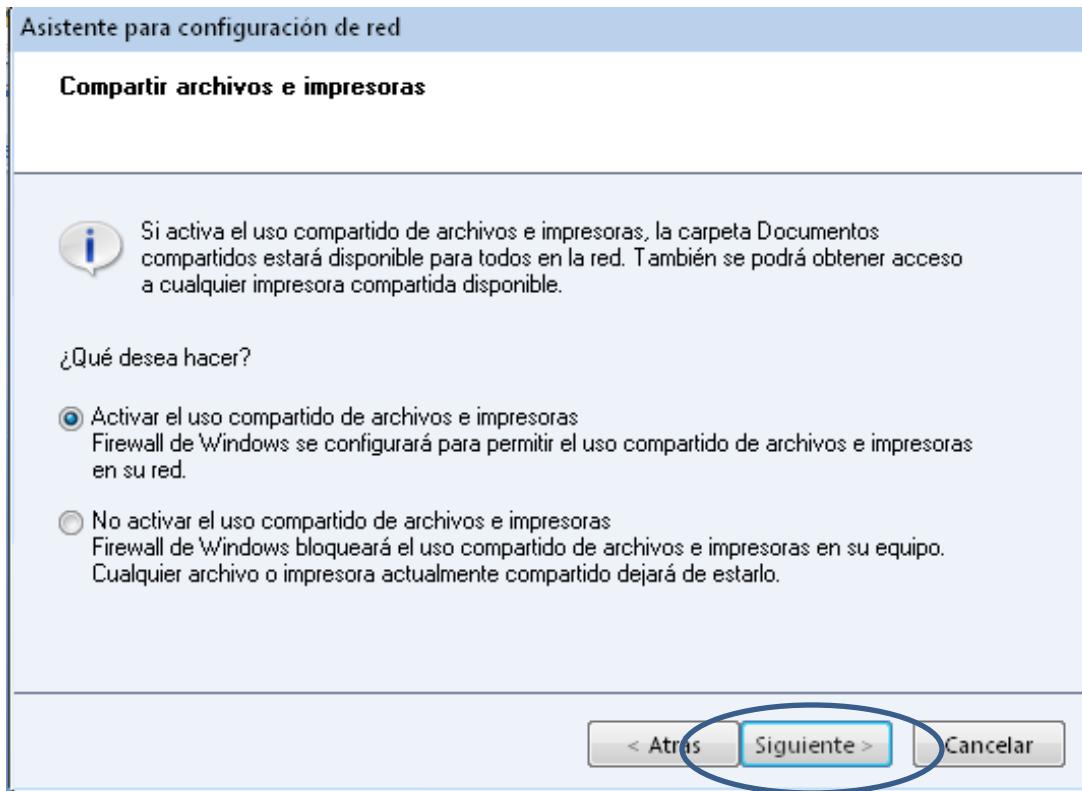 Asistente para configuración de red
Compartir archivos e impresoras
Si activa el uso compartido de archivos e impresoras, la carpeta Documentos
compartidos estará disponible para todos en la red. También se podrá obtener acceso
a cualquier impresora compartida disponible.
¿Qué desea hacer?
Activar el uso compartido de archivos e impresoras
Firewall de Windows se configurará para permitir el uso compartido de archivos e impresoras
en su red.
No activar el uso compartido de archivos e impresoras
Firewall de Windows bloqueará el uso compartido de archivos e impresoras en su equipo.
Cualquier archivo o impresora actualmente compartido dejará de estarlo.
< Atrás Siguiente > Cancelar